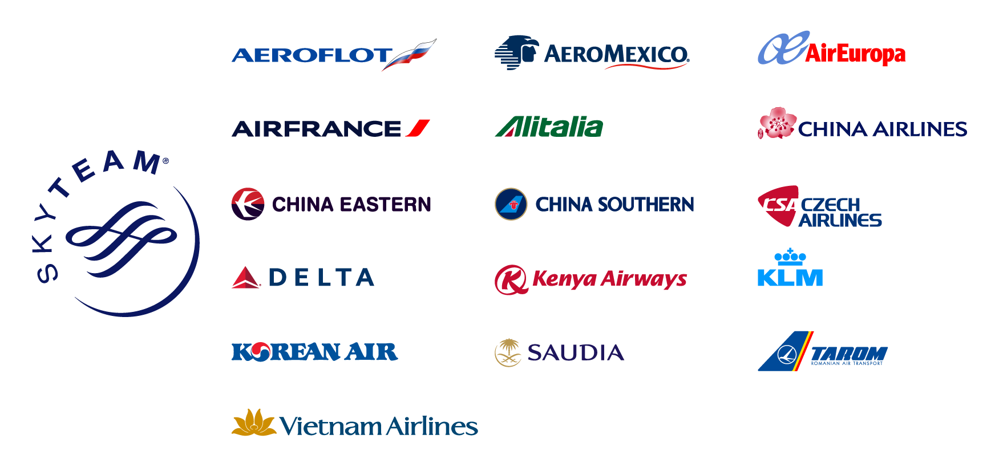 SKYTEAM®
AEROFLOT
AEROMEXICO®
AirEuropa
AIRFRANCE
Alitalia
CHINA AIRLINES
CHINA EASTERN
CHINA SOUTHERN
CSA CZECH
AIRLINES
DELTA
Kenya Airways
KLM
KOREAN AIR
SAUDIA
TAROM
ROMANIAN AIR TRANSPORT
Vietnam Airlines